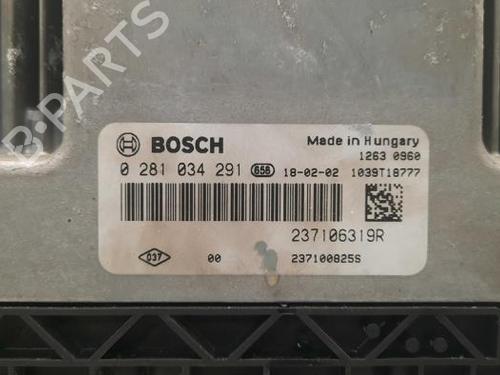 B-PARTS
BOSCH
Made in Hungary
1263 0960
0 281 034 291 658 18-02-02 1039T18777
237106319R
037 00 237100825S